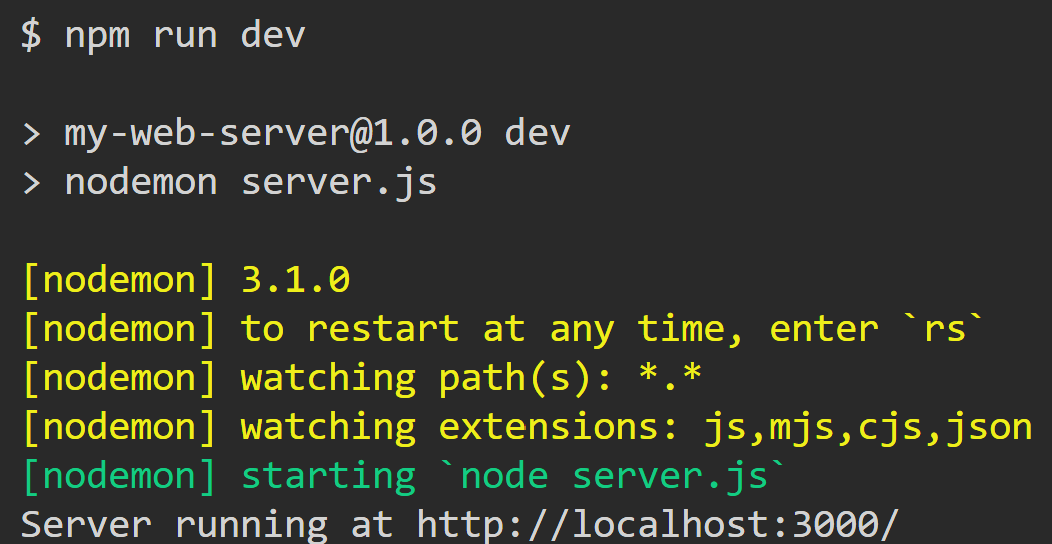 $ npm run dev
> my-web-server@1.0.0 dev
> nodemon server.js
[nodemon] 3.1.0
[nodemon] to restart at any time, enter `rs`
[nodemon] watching path(s): *.*
[nodemon] watching extensions: js,mjs,cjs,json
[nodemon] starting `node server.js`
Server running at http://localhost:3000/